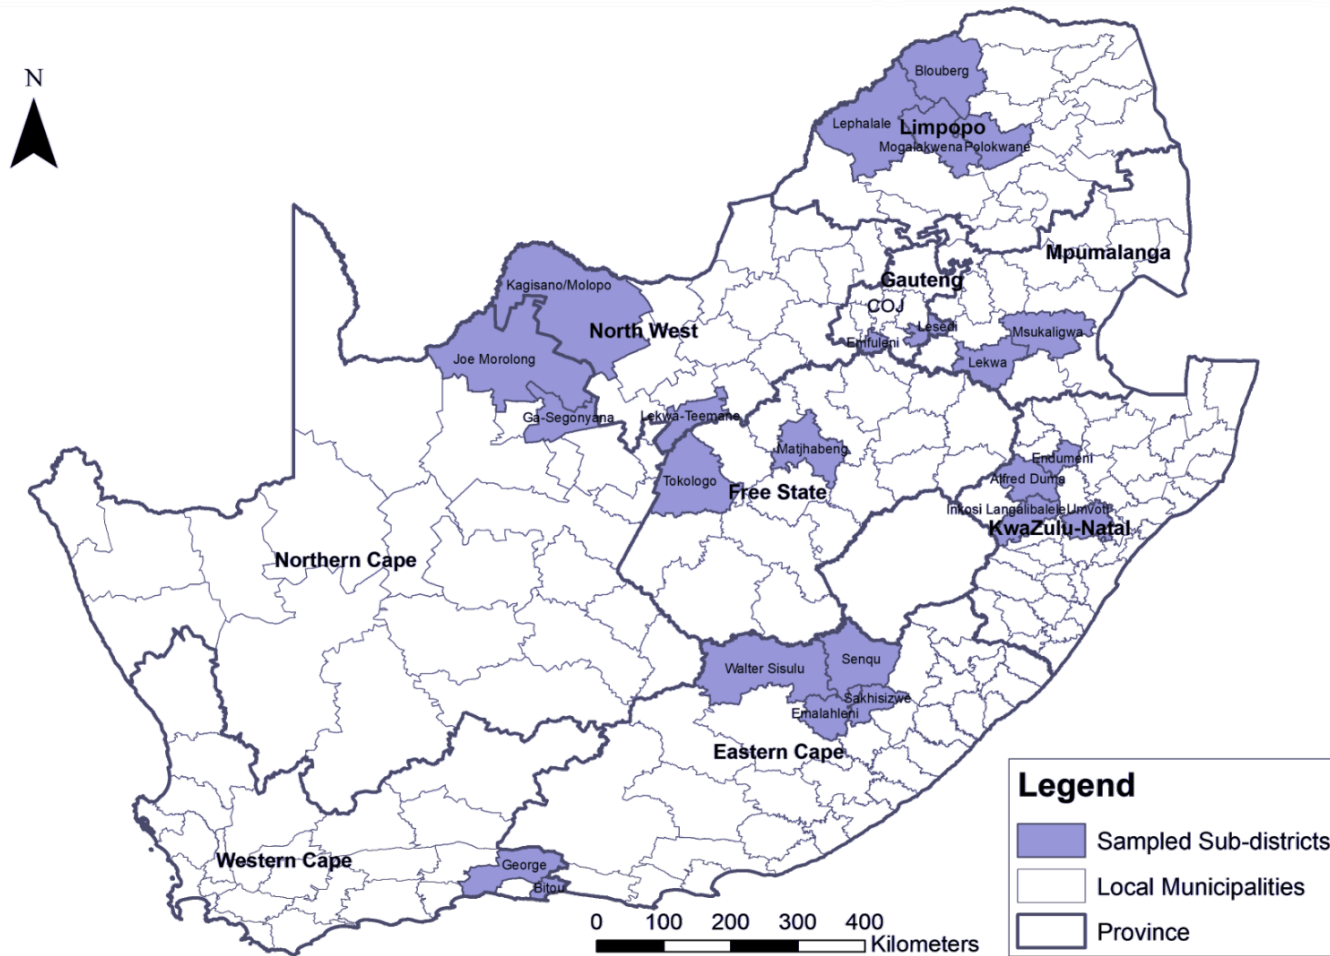 N
Blouberg
Lephalale
Limpopo
Mogalakwena
Polokwane
Mpumalanga
Gauteng
COJ
Lesedi
Emfuleni
Msukaligwa
Lekwa
Kagisano/Molopo
North West
Joe Morolong
Ga-Segonyana
Lekwa-Teemane
Matjhabeng
Tokologo
Free State
Endumeni
Alfred Duma
Inkosi Langalibalele
Umvoti
KwaZulu-Natal
Northern Cape
Walter Sisulu
Senqu
Sakhisizwe
Emalahleni
Eastern Cape
Western Cape
George
Bitou
Legend
Sampled Sub-districts
Local Municipalities
Province
0 100 200 300 400
Kilometers